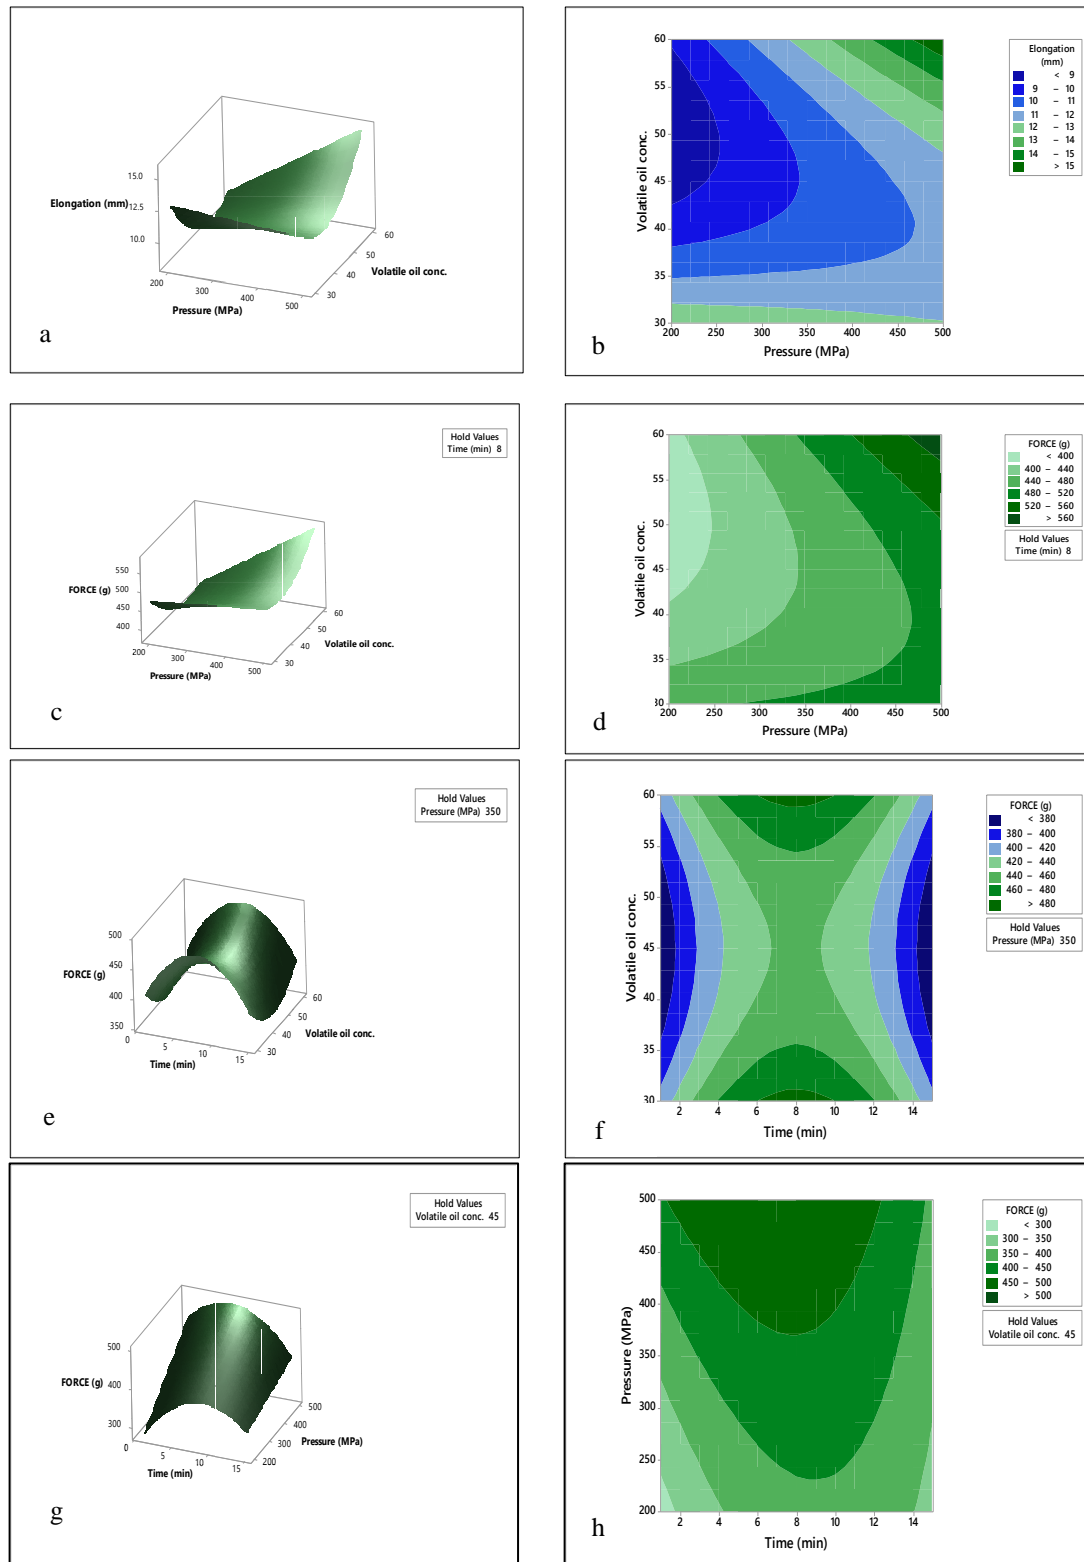 15.0
Elongation (mm) 12.5
10.0
60
50
40
30
Volatile oil conc.
200
300
400
500
Pressure (MPa)
a
60
55
50
45
40
35
30
Volatile oil conc.
200 250 300 350 400 450 500
Pressure (MPa)
b
Elongation
(mm)
< 9
9 – 10
10 – 11
11 – 12
12 – 13
13 – 14
14 – 15
> 15
Hold Values
Time (min) 8
550
FORCE (g) 500
450
400
60
50
40
30
Volatile oil conc.
200
300
400
500
Pressure (MPa)
c
60
55
50
45
40
35
30
Volatile oil conc.
200 250 300 350 400 450 500
Pressure (MPa)
d
FORCE (g)
< 400
400 – 440
440 – 480
480 – 520
520 – 560
> 560
Hold Values
Time (min) 8
Hold Values
Pressure (MPa) 350
500
FORCE (g) 450
400
350
60
50
40
30
Volatile oil conc.
0
5
10
15
Time (min)
e
60
55
50
45
40
35
30
Volatile oil conc.
2 4 6 8 10 12 14
Time (min)
f
FORCE (g)
< 380
380 – 400
400 – 420
420 – 440
440 – 460
460 – 480
> 480
Hold Values
Pressure (MPa) 350
Hold Values
Volatile oil conc. 45
500
FORCE (g) 400
300
500
400
300
200
Pressure (MPa)
0
5
10
15
Time (min)
g
500
450
400
350
300
250
200
Pressure (MPa)
2 4 6 8 10 12 14
Time (min)
h
FORCE (g)
< 300
300 – 350
350 – 400
400 – 450
450 – 500
> 500
Hold Values
Volatile oil conc. 45